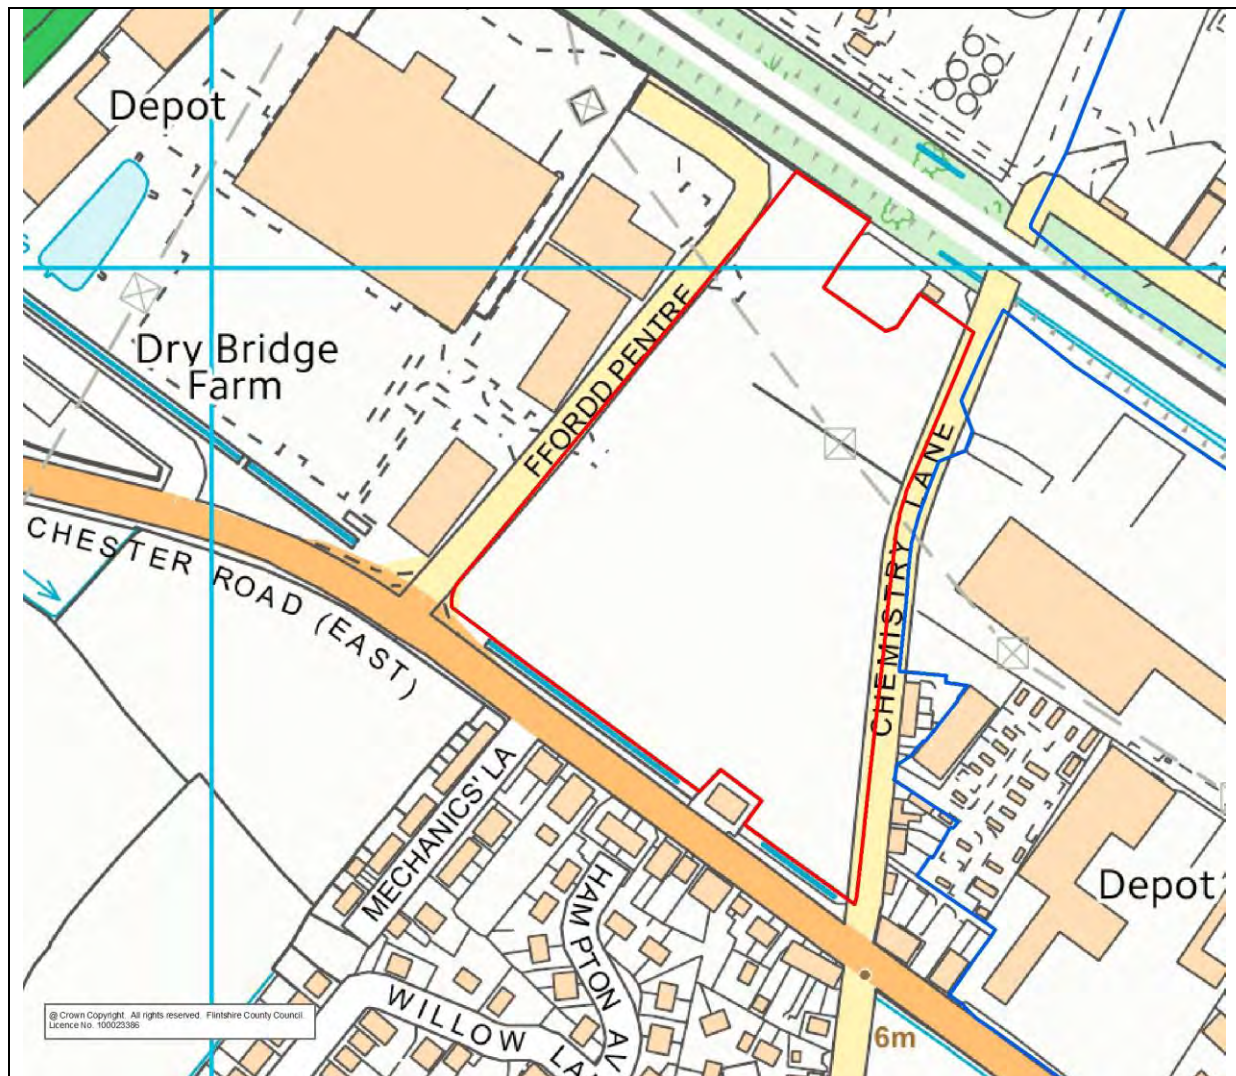 Depot
S
Dry Bridge
Farm
FFORDD PENTRE
CHEMISTRY LANE
CHESTER ROAD (EAST)
MECHANICS' LA
HAMPTON AV
Depot
WILLOW LA
6m
@ Crown Copyright. All rights reserved. Flintshire County Council.
Licence No. 100023386